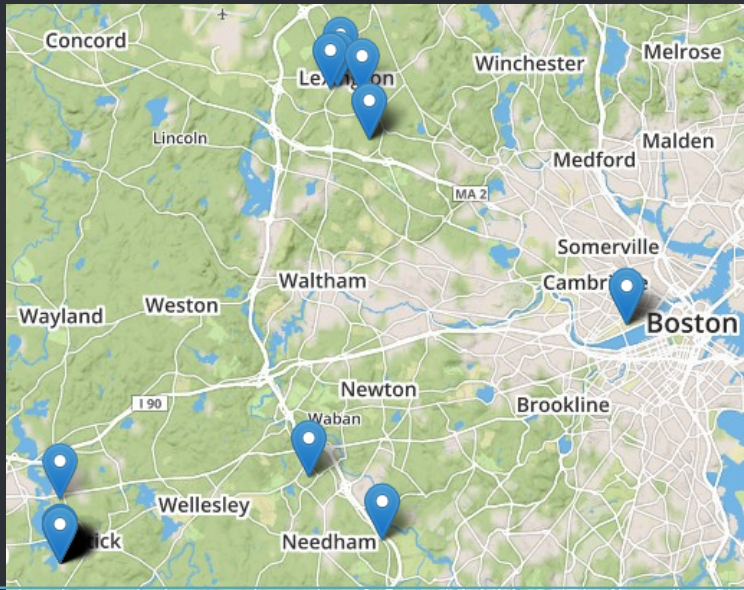 Concord
Melrose
Winchester
Lincoln
Malden
Medford
MA 2
Somerville
Waltham
Weston
Wayland
Boston
Newton
I 90
Brookline
Waban
Wellesley
Needham